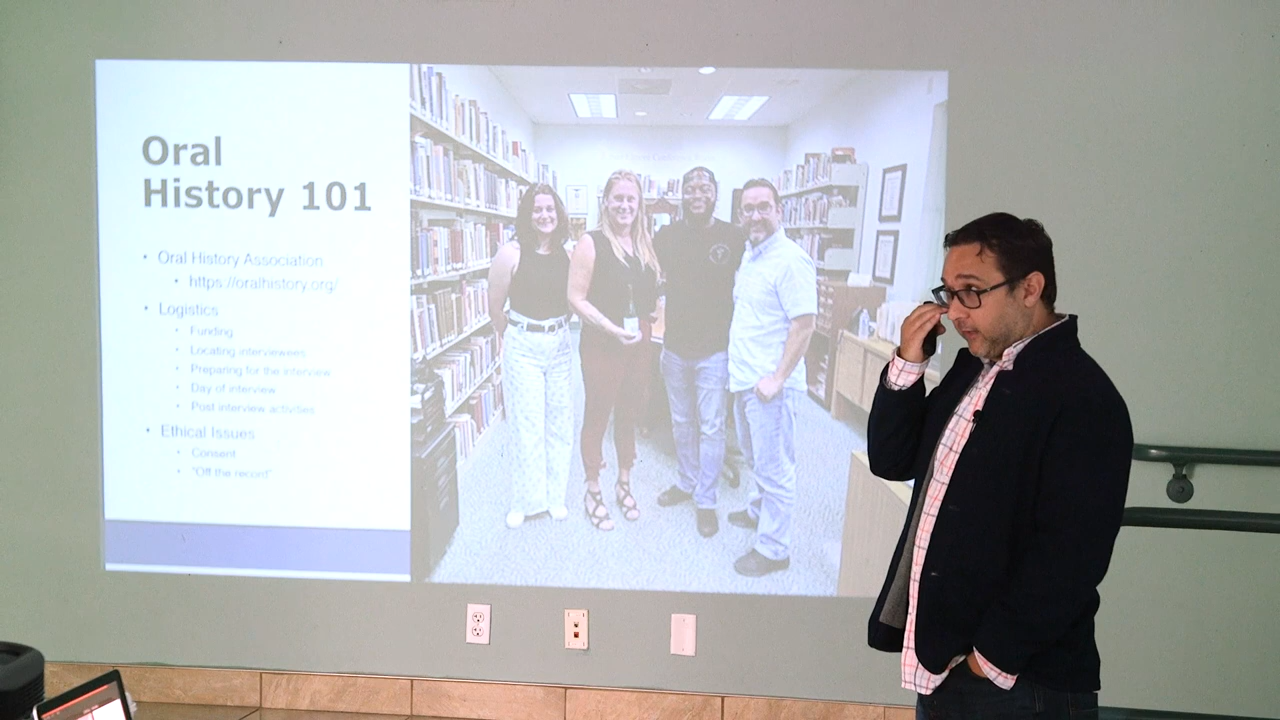 Oral
History 101
• Oral History Association
• https://oralhistory.org/
• Logistics
• Funding
• Locating interviewees
• Preparing for the interview
• Day of interview
• Post interview activities
• Ethical Issues
• Consent
• "Off the record"